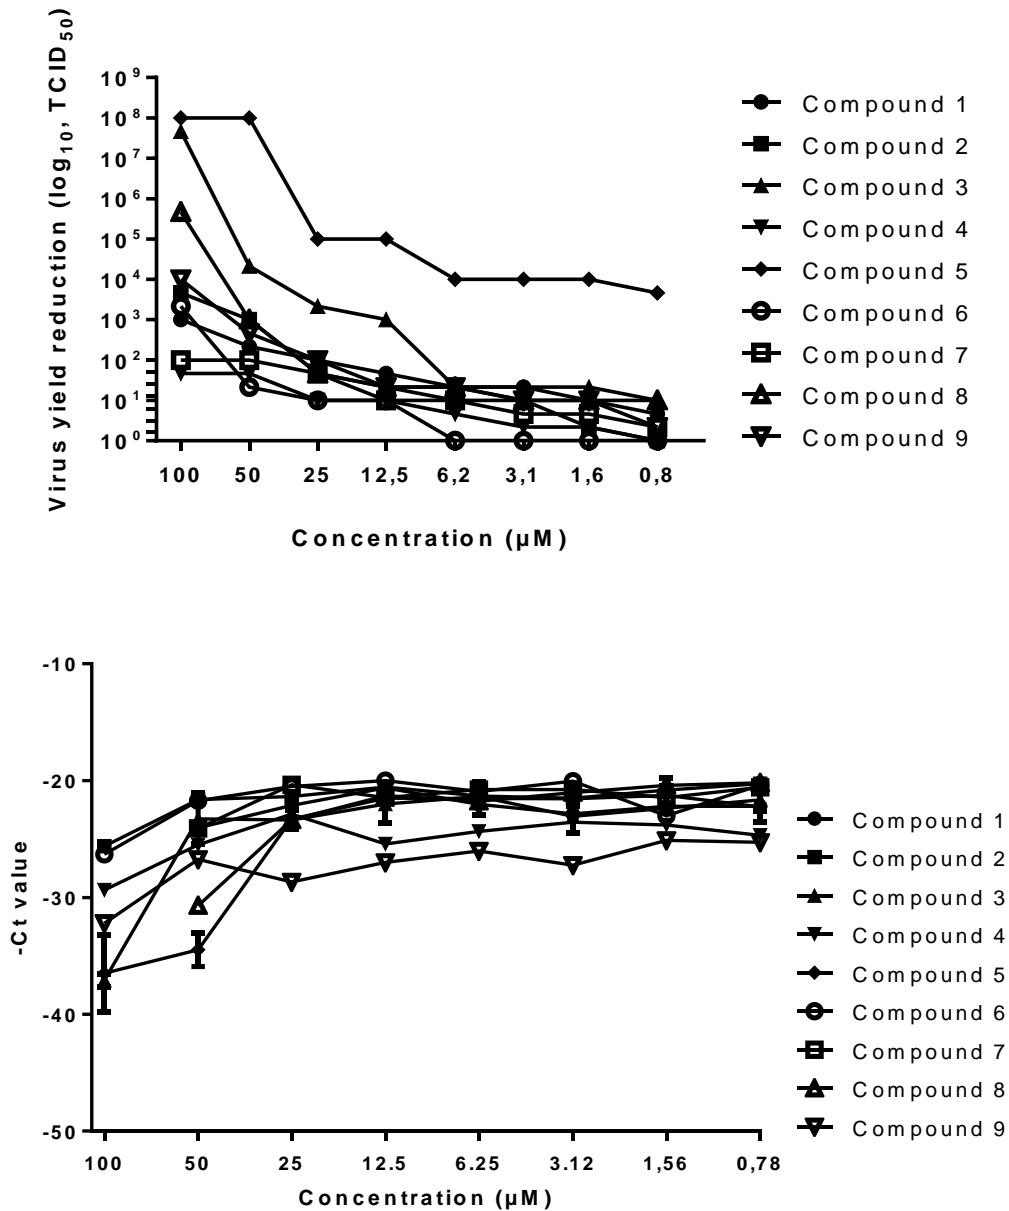 Virus yield reduction (log10, TCID50)
10^9
10^8
10^7
10^6
10^5
10^4
10^3
10^2
10^1
10^0
100 50 25 12,5 6,2 3,1 1,6 0,8
Concentration (µM)
Compound 1
Compound 2
Compound 3
Compound 4
Compound 5
Compound 6
Compound 7
Compound 8
Compound 9
-Ct value
-10
-20
-30
-40
-50
100 50 25 12.5 6.25 3.12 1,56 0,78
Concentration (µM)
Compound 1
Compound 2
Compound 3
Compound 4
Compound 5
Compound 6
Compound 7
Compound 8
Compound 9